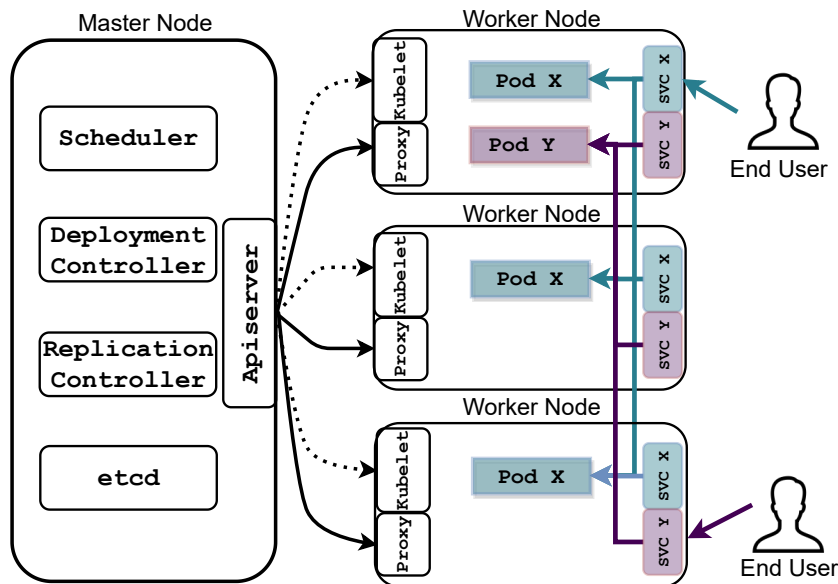 Master Node
Scheduler
Deployment
Controller
Replication
Controller
etcd
Apiserver
Worker Node
Kubelet
Proxy
Pod X
Pod Y
svc X
svc Y
End User
Worker Node
Kubelet
Proxy
Pod X
svc X
svc Y
Worker Node
Kubelet
Proxy
Pod X
svc X
svc Y
End User